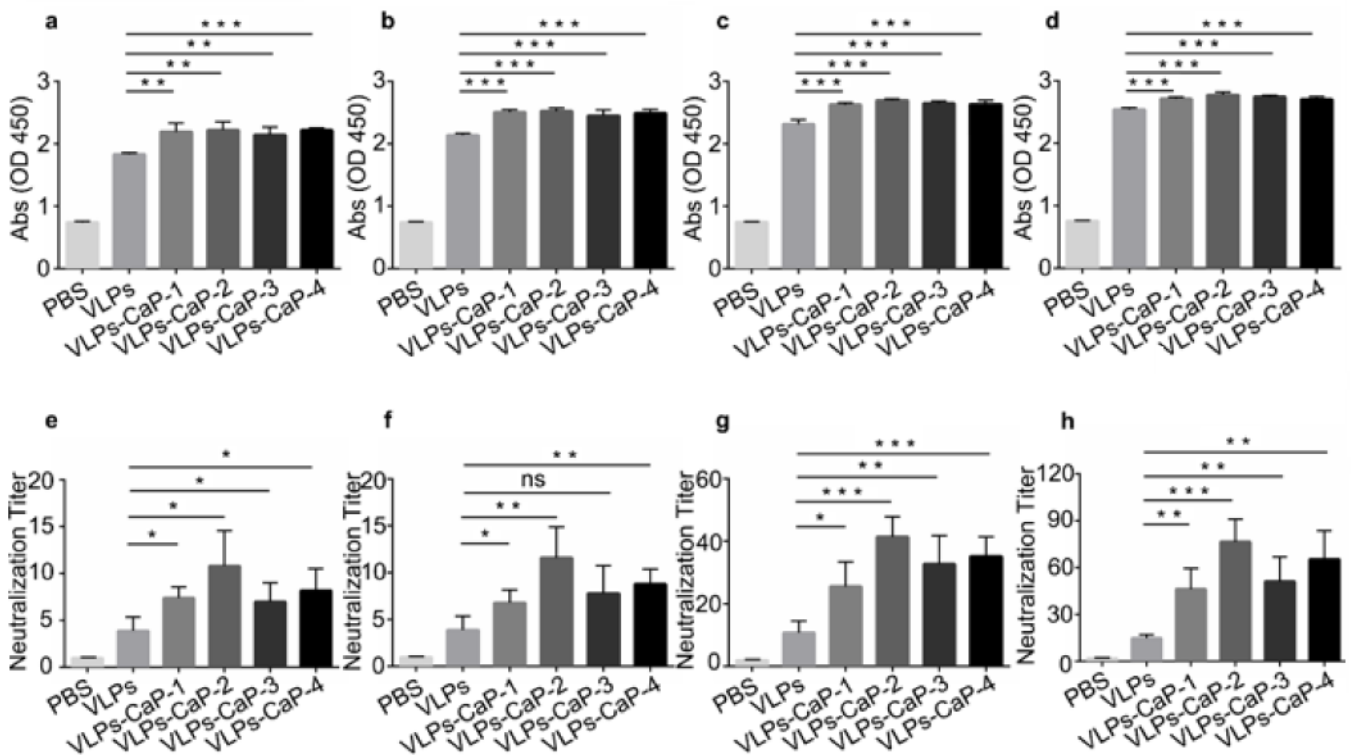 a
* * *
* *
* *
* *
Abs (OD 450)
3
2
1
0
PBS
VLPs
VLPs-CaP-1
VLPs-CaP-2
VLPs-CaP-3
VLPs-CaP-4
b
* * *
* * *
* * *
* * *
Abs (OD 450)
3
2
1
0
PBS
VLPs
VLPs-CaP-1
VLPs-CaP-2
VLPs-CaP-3
VLPs-CaP-4
c
* * *
* * *
* * *
* * *
Abs (OD 450)
3
2
1
0
PBS
VLPs
VLPs-CaP-1
VLPs-CaP-2
VLPs-CaP-3
VLPs-CaP-4
d
* * *
* * *
* * *
* * *
Abs (OD 450)
3
2
1
0
PBS
VLPs
VLPs-CaP-1
VLPs-CaP-2
VLPs-CaP-3
VLPs-CaP-4
e
*
*
*
*
Neutralization Titer
20
15
10
5
0
PBS
VLPs
VLPs-CaP-1
VLPs-CaP-2
VLPs-CaP-3
VLPs-CaP-4
f
* *
ns
* *
*
Neutralization Titer
20
15
10
5
0
PBS
VLPs
VLPs-CaP-1
VLPs-CaP-2
VLPs-CaP-3
VLPs-CaP-4
g
* * *
* *
* * *
*
Neutralization Titer
60
40
20
0
PBS
VLPs
VLPs-CaP-1
VLPs-CaP-2
VLPs-CaP-3
VLPs-CaP-4
h
* *
* *
* * *
* *
Neutralization Titer
120
90
60
30
0
PBS
VLPs
VLPs-CaP-1
VLPs-CaP-2
VLPs-CaP-3
VLPs-CaP-4